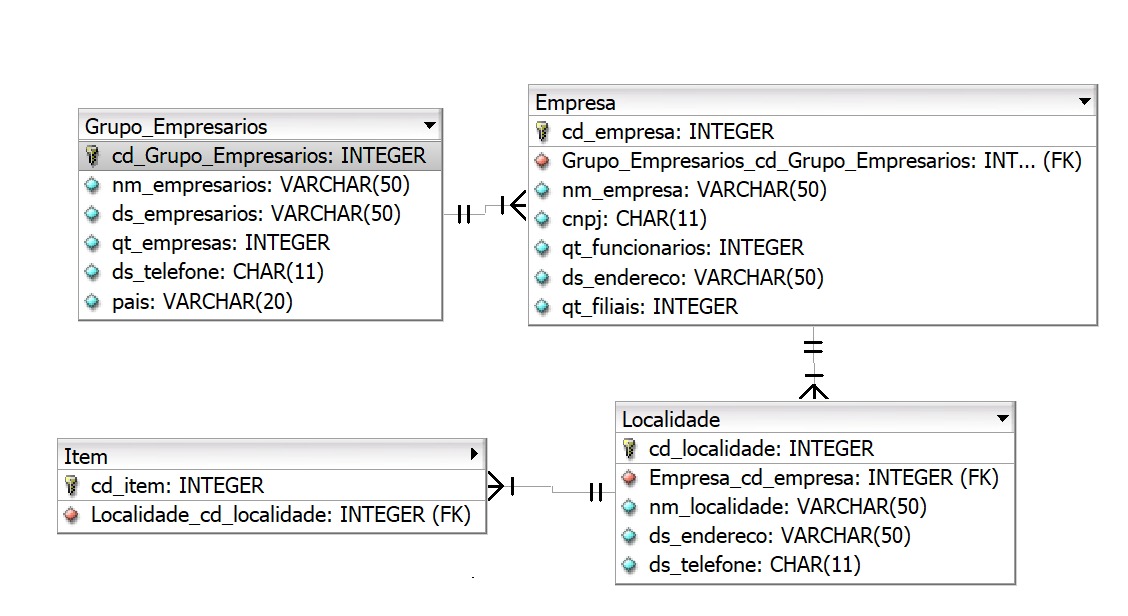 Grupo_Empresarios
cd_Grupo_Empresarios: INTEGER
nm_empresarios: VARCHAR(50)
ds_empresarios: VARCHAR(50)
qt_empresas: INTEGER
ds_telefone: CHAR(11)
pais: VARCHAR(20)
Empresa
cd_empresa: INTEGER
Grupo_Empresarios_cd_Grupo_Empresarios: INT... (FK)
nm_empresa: VARCHAR(50)
cnpj: CHAR(11)
qt_funcionarios: INTEGER
ds_endereco: VARCHAR(50)
qt_filiais: INTEGER
Item
cd_item: INTEGER
Localidade_cd_localidade: INTEGER (FK)
Localidade
cd_localidade: INTEGER
Empresa_cd_empresa: INTEGER (FK)
nm_localidade: VARCHAR(50)
ds_endereco: VARCHAR(50)
ds_telefone: CHAR(11)